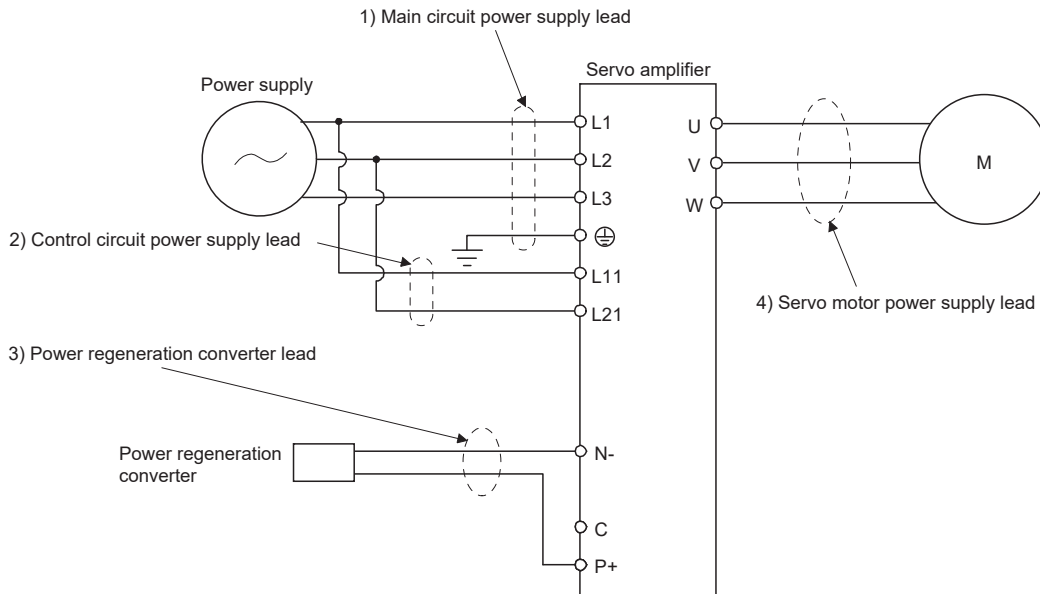 1) Main circuit power supply lead
Servo amplifier
Power supply
L1
U
L2
V
M
L3
W
2) Control circuit power supply lead
L11
4) Servo motor power supply lead
L21
3) Power regeneration converter lead
Power regeneration
converter
N-
C
P+